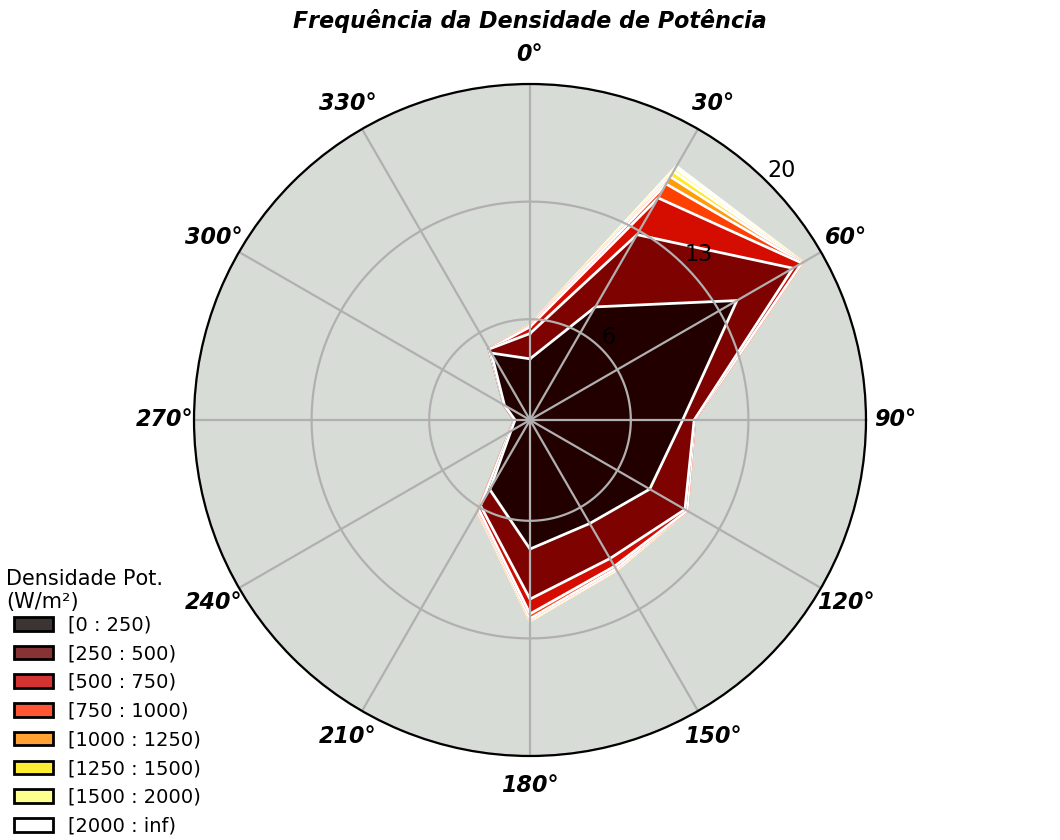 Frequência da Densidade de Potência
0°
330°
30°
20
300°
60°
13
6
270°
90°
240°
120°
210°
150°
180°
Densidade Pot.
(W/m²)
[0 : 250)
[250 : 500)
[500 : 750)
[750 : 1000)
[1000 : 1250)
[1250 : 1500)
[1500 : 2000)
[2000 : inf)